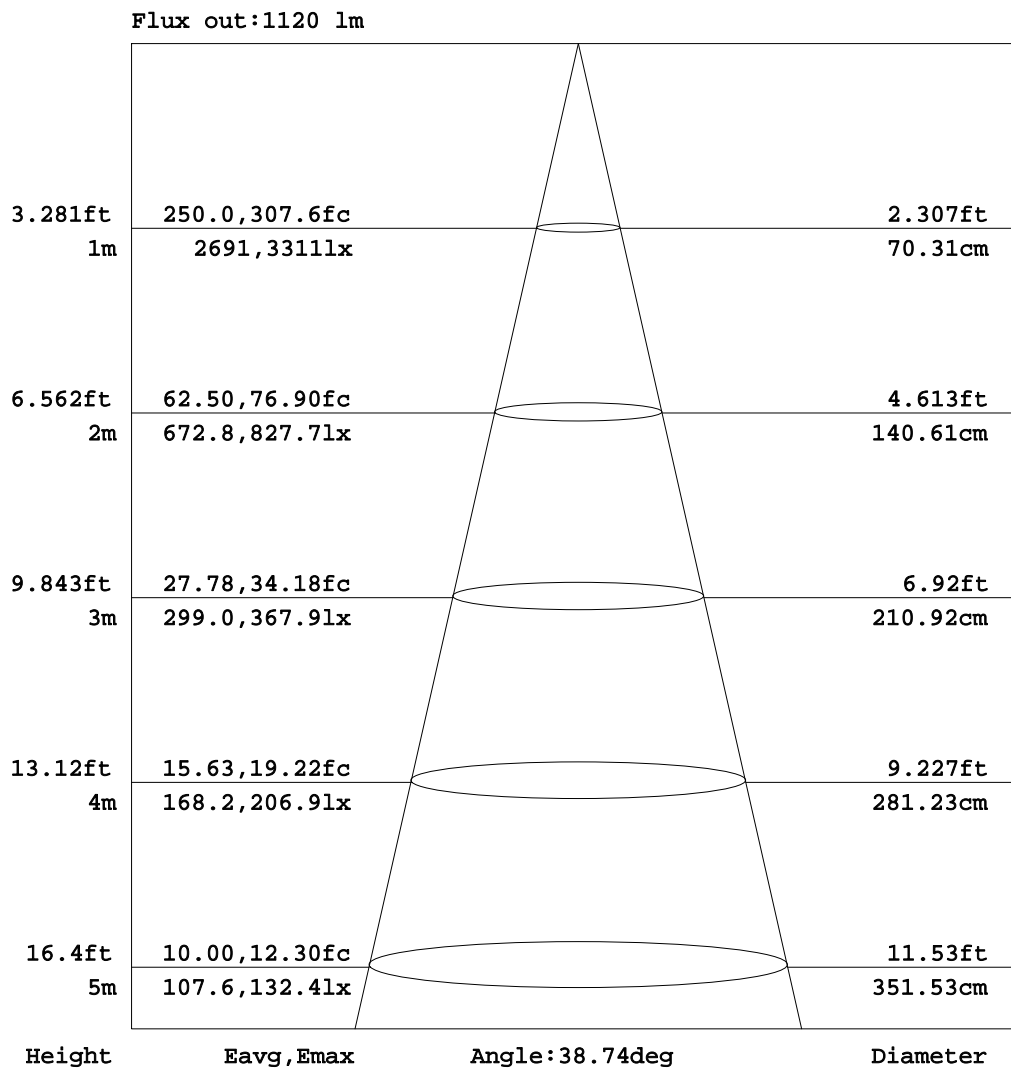 Flux out:1120 lm
3.281ft 250.0,307.6fc 2.307ft
1m 2691,3311lx 70.31cm
6.562ft 62.50,76.90fc 4.613ft
2m 672.8,827.7lx 140.61cm
9.843ft 27.78,34.18fc 6.92ft
3m 299.0,367.9lx 210.92cm
13.12ft 15.63,19.22fc 9.227ft
4m 168.2,206.9lx 281.23cm
16.4ft 10.00,12.30fc 11.53ft
5m 107.6,132.4lx 351.53cm
Height Eavg,Emax Angle:38.74deg Diameter